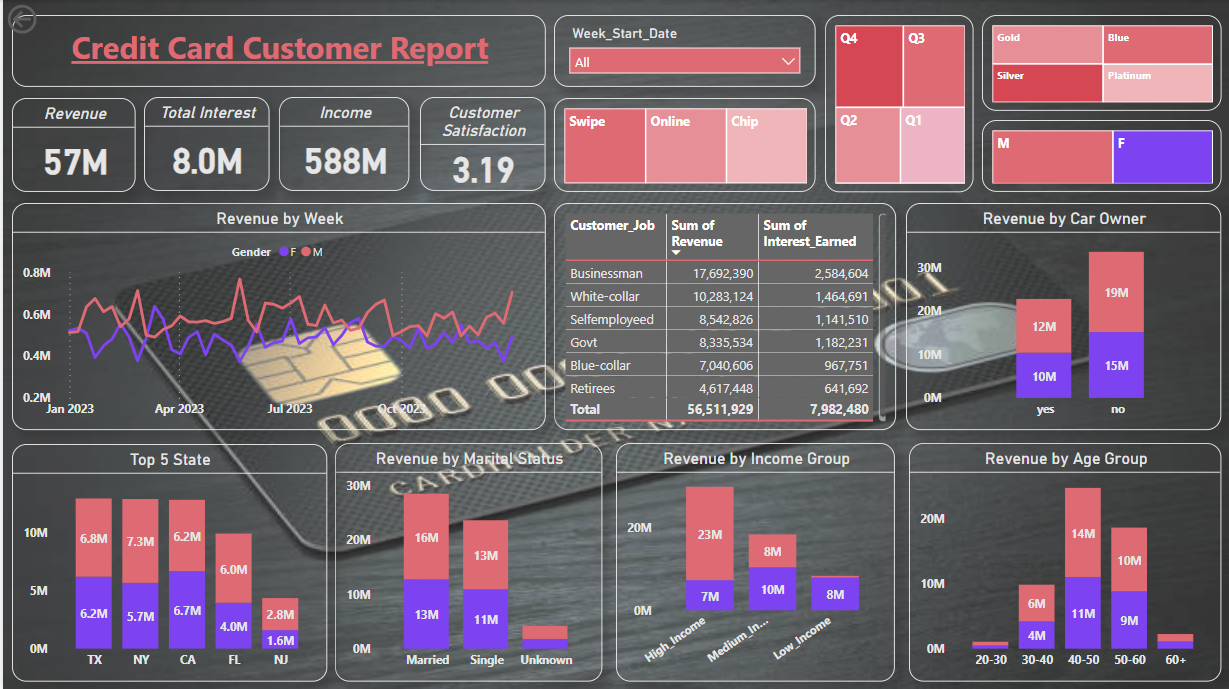 Credit Card Customer Report
Week_Start_Date
All
Q4
Q3
Q2
Q1
Gold
Blue
Silver
Platinum
Revenue
57M
Total Interest
8.0M
Income
588M
Customer
Satisfaction
3.19
Swipe
Online
Chip
M
F
Revenue by Week
Gender F M
0.8M
0.6M
0.4M
0.2M
Jan 2023 Apr 2023 Jul 2023 Oct 2023
Customer_Job Sum of Revenue Sum of Interest_Earned
Businessman 17,692,390 2,584,604
White-collar 10,283,124 1,464,691
Selfemployeed 8,542,826 1,141,510
Govt 8,335,534 1,182,231
Blue-collar 7,040,606 967,751
Retirees 4,617,448 641,692
Total 56,511,929 7,982,480
Revenue by Car Owner
30M
20M
10M
0M
12M
10M
19M
15M
yes no
CARDHOLDER
Top 5 State
10M
5M
0M
6.8M 7.3M 6.2M 6.0M 2.8M
6.2M 5.7M 6.7M 4.0M 1.6M
TX NY CA FL NJ
Revenue by Marital Status
30M
20M
10M
0M
16M 13M
13M 11M
Married Single Unknown
Revenue by Income Group
20M
0M
23M 8M
7M 10M 8M
High_Income Medium_In... Low_Income
Revenue by Age Group
20M
10M
0M
6M 14M 10M
4M 11M 9M
20-30 30-40 40-50 50-60 60+